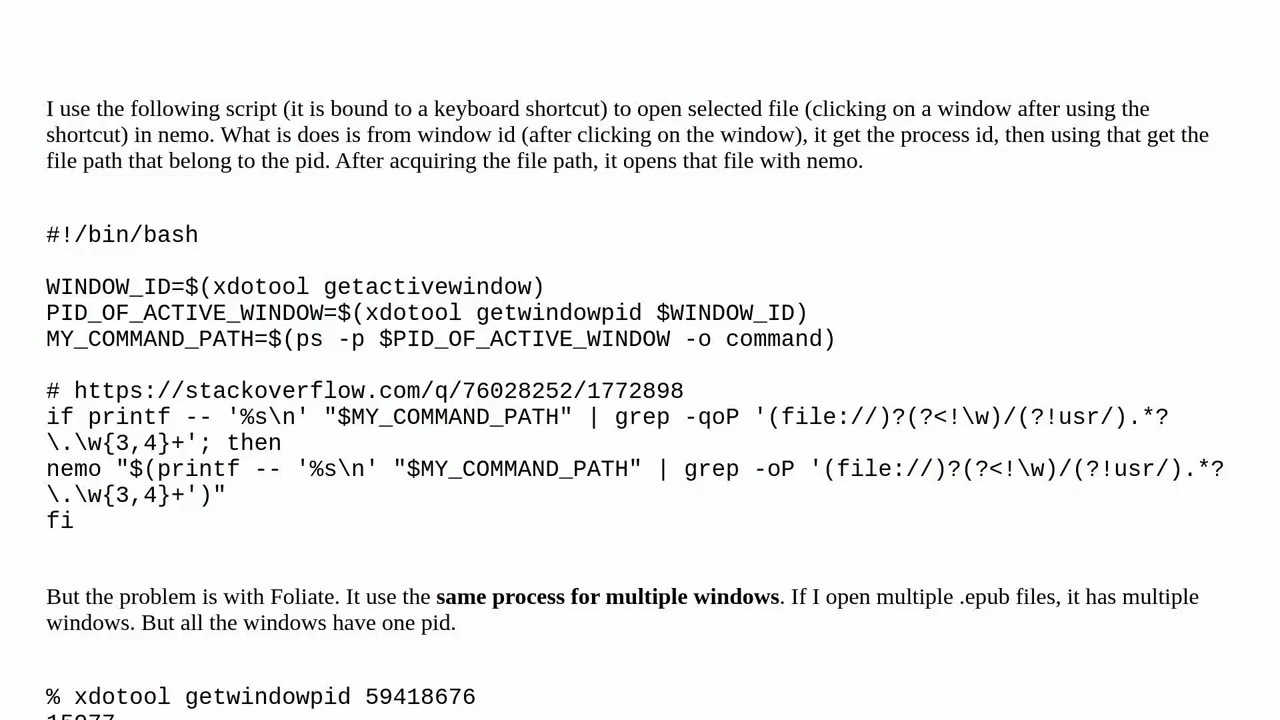 I use the following script (it is bound to a keyboard shortcut) to open selected file (clicking on a window after using the
shortcut) in nemo. What is does is from window id (after clicking on the window), it get the process id, then using that get the
file path that belong to the pid. After acquiring the file path, it opens that file with nemo.
#!/bin/bash
WINDOW_ID=$(xdotool getactivewindow)
PID_OF_ACTIVE_WINDOW=$(xdotool getwindowpid $WINDOW_ID)
MY_COMMAND_PATH=$(ps -p $PID_OF_ACTIVE_WINDOW -o command)
# https://stackoverflow.com/q/76028252/1772898
if printf -- '%s\n' "$MY_COMMAND_PATH" | grep -qoP '(file://)?(?<!\w)/(?!usr/).*?
\.\w{3,4}+'; then
nemo "$(printf -- '%s\n' "$MY_COMMAND_PATH" | grep -oP '(file://)?(?<!\w)/(?!usr/).*?
\.\w{3,4}+')"
fi
But the problem is with Foliate. It use the same process for multiple windows. If I open multiple .epub files, it has multiple
windows. But all the windows have one pid.
% xdotool getwindowpid 59418676